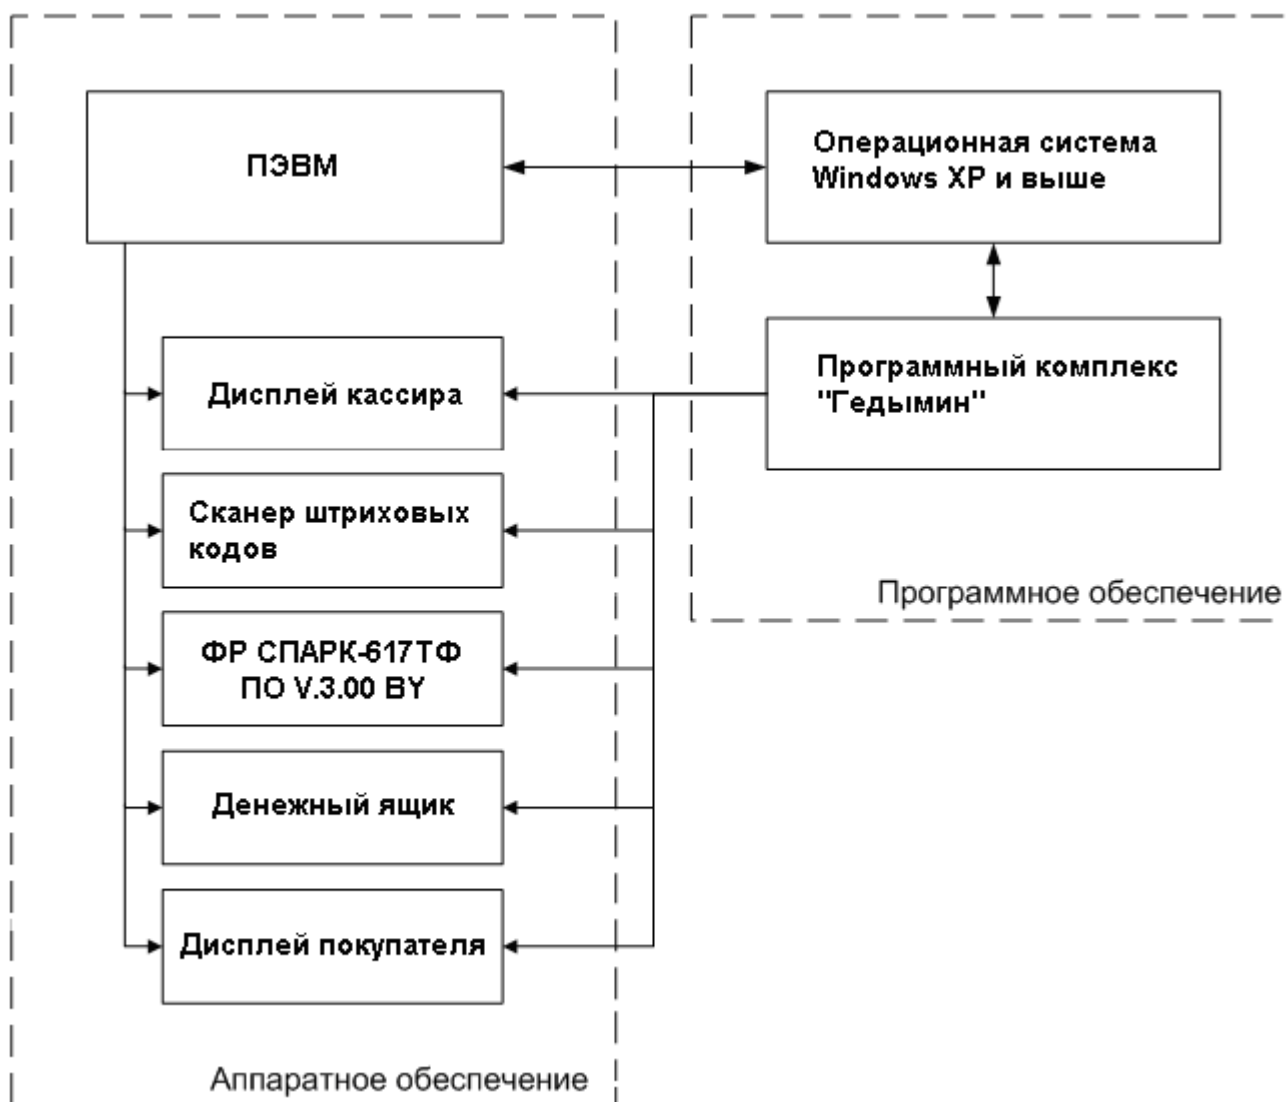 ПЭВМ
Операционная система
Windows XP и выше
Программный комплекс
"Гедымин"
Дисплей кассира
Сканер штриховых
кодов
Программное обеспечение
ФР СПАРК-617ТФ
ПО V.3.00 BY
Денежный ящик
Дисплей покупателя
Аппаратное обеспечение